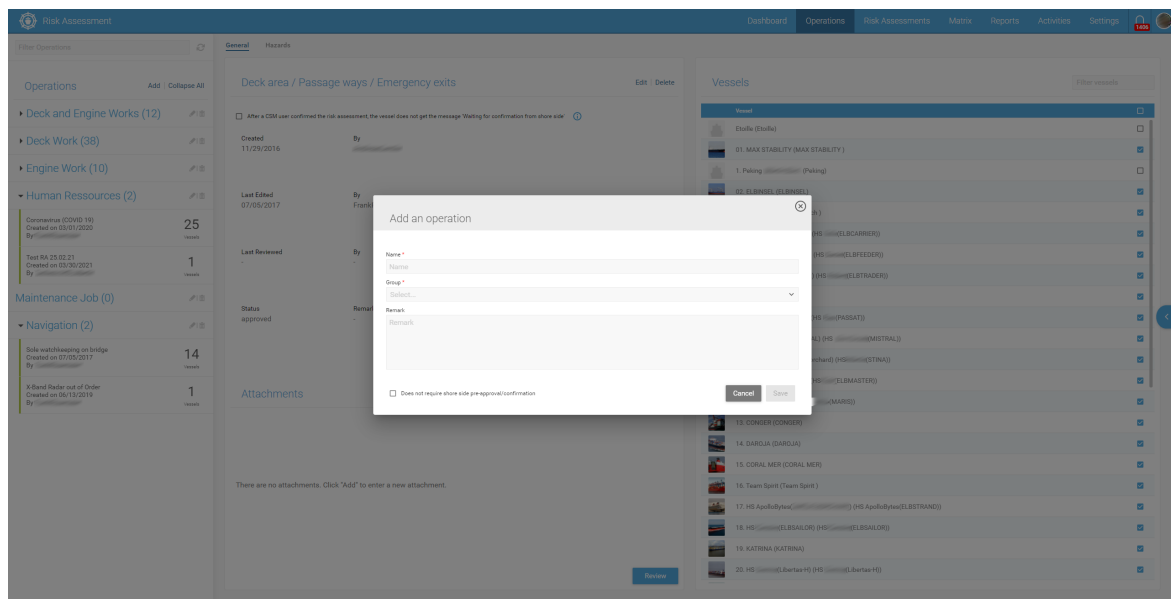 Risk Assessment
Dashboard
Operations
Risk Assessments
Matrix
Reports
Activities
Settings
1406
Filter Operations
General
Hazards
Operations
Add
Collapse All
Deck and Engine Works (12)
Deck Work (38)
Engine Work (10)
Human Ressources (2)
Coronavirus (COVID 19)
Created on 03/01/2020
By
25
vessels
Test RA 25.02.21
Created on 03/30/2021
By
1
vessels
Maintenance Job (0)
Navigation (2)
Sole watchkeeping on bridge
Created on 07/05/2017
By
14
vessels
X-Band Radar out of Order
Created on 06/13/2019
By
1
vessels
Deck area / Passage ways / Emergency exits
Edit
Delete
After a CSM user confirmed the risk assessment, the vessel does not get the message 'Waiting for confirmation from shore side'
Created
By
11/29/2016
Last Edited
By
07/05/2017
Last Reviewed
By
-
-
Status
approved
-
Attachments
There are no attachments. Click "Add" to enter a new attachment.
Review
Add an operation
Name *
Name
Group *
Select...
Remark
Remark
Does not require shore side pre-approval/confirmation
Cancel
Save
Vessels
Filter vessels
Vessel
Etoille (Etoille)
01. MAX STABILITY (MAX STABILITY )
1. Peking (Peking)
02. ELBINSEL (ELBINSEL)
(ELBCARRIER))
(ELBFEEDER))
(ELBTRADER))
(PASSAT))
(MISTRAL))
(STINA))
(ELBMASTER))
(MARIS))
13. CONGER (CONGER)
14. DARGJA (DARGJA)
15. CORAL MER (CORAL MER)
16. Team Spirit (Team Spirit )
17. HS ApolloBytes( ) (HS ApolloBytes(ELBSTRAND))
18. HS (ELBSAILOR) (HS (ELBSAILOR))
19. KATRINA (KATRINA)
20. HS (Libertas-H) (HS (Libertas-H))